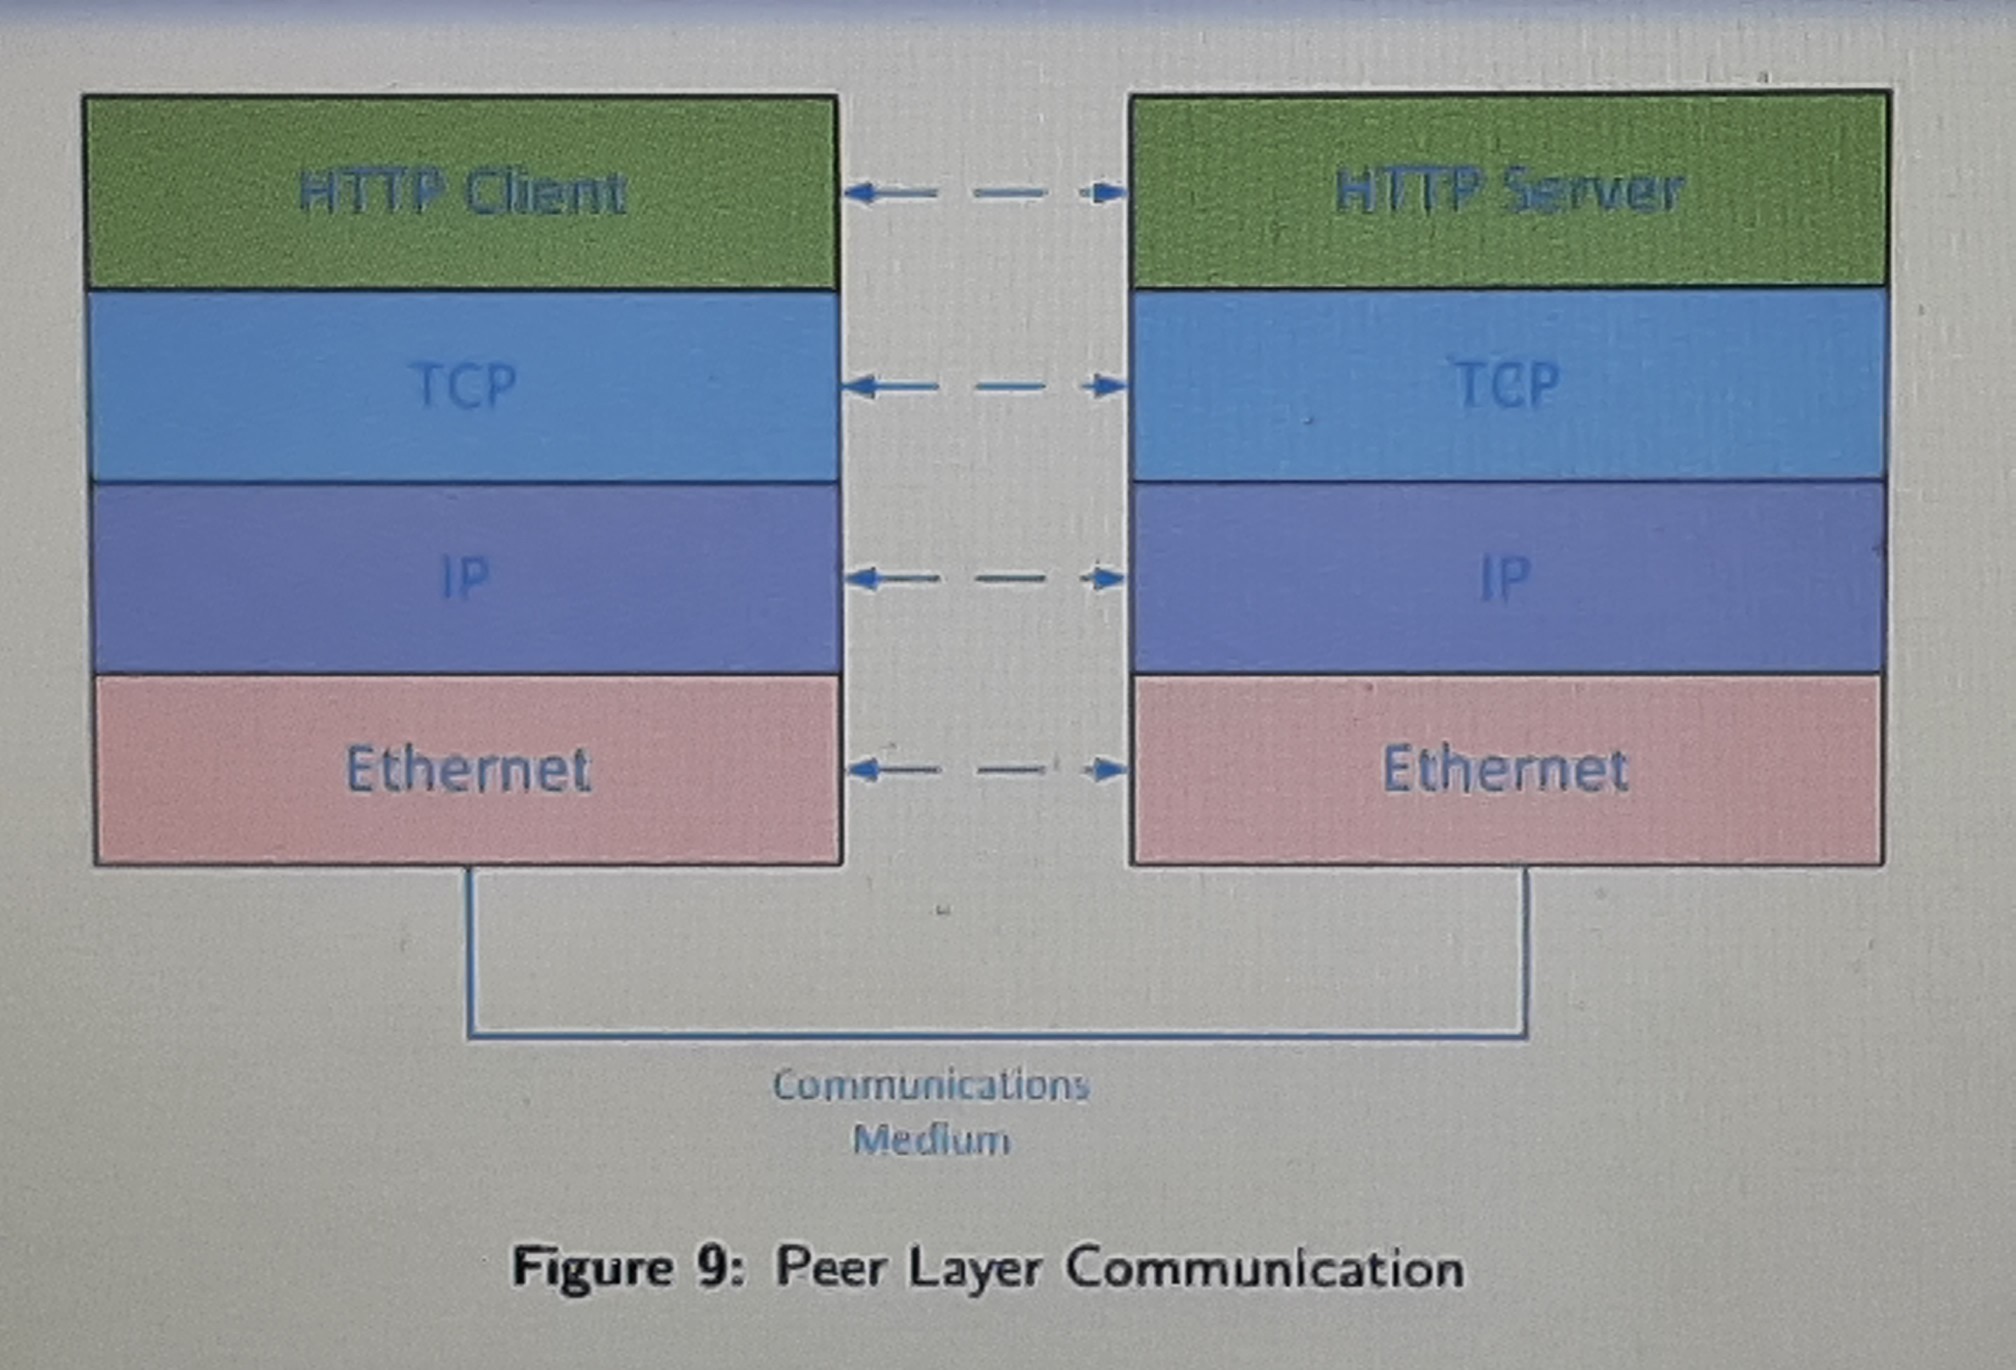 HTTP Client
HTTP Server
TCP
TCP
IP
IP
Ethernet
Ethernet
Communications
Medium
Figure 9: Peer Layer Communication